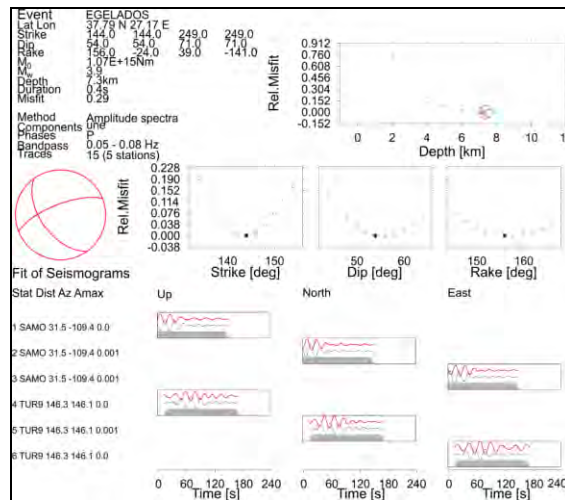 Event EGELADOS
Lat Lon 37.79 N 27.17 E
Strike 144.0 144.0 249.0 249.0
Dip 54.0 54.0 71.0 71.0
Rake 156.0 -24.0 39.0 -141.0
M0 1.07E+15Nm
Mw 3.9
Depth 7.3km
Duration 0.4s
Misfit 0.29
Method Amplitude spectra
Components une
Phases P
Bandpass 0.05 - 0.08 Hz
Traces 15 (5 stations)
Rel.Misfit
0.912
0.760
0.608
0.456
0.304
0.152
0.000
-0.152
0 2 4 6 8 10 12
Depth [km]
Rel.Misfit
0.228
0.190
0.152
0.114
0.076
0.038
0.000
-0.038
140 150
Strike [deg]
50 60
Dip [deg]
150 160
Rake [deg]
Fit of Seismograms
Stat Dist Az Amax Up North East
1 SAMO 31.5 -109.4 0.0
2 SAMO 31.5 -109.4 0.001
3 SAMO 31.5 -109.4 0.001
4 TUR9 146.3 146.1 0.0
5 TUR9 146.3 146.1 0.001
6 TUR9 146.3 146.1 0.0
0 60 120 180 240 0 60 120 180 240 0 60 120 180 240
Time [s] Time [s] Time [s]